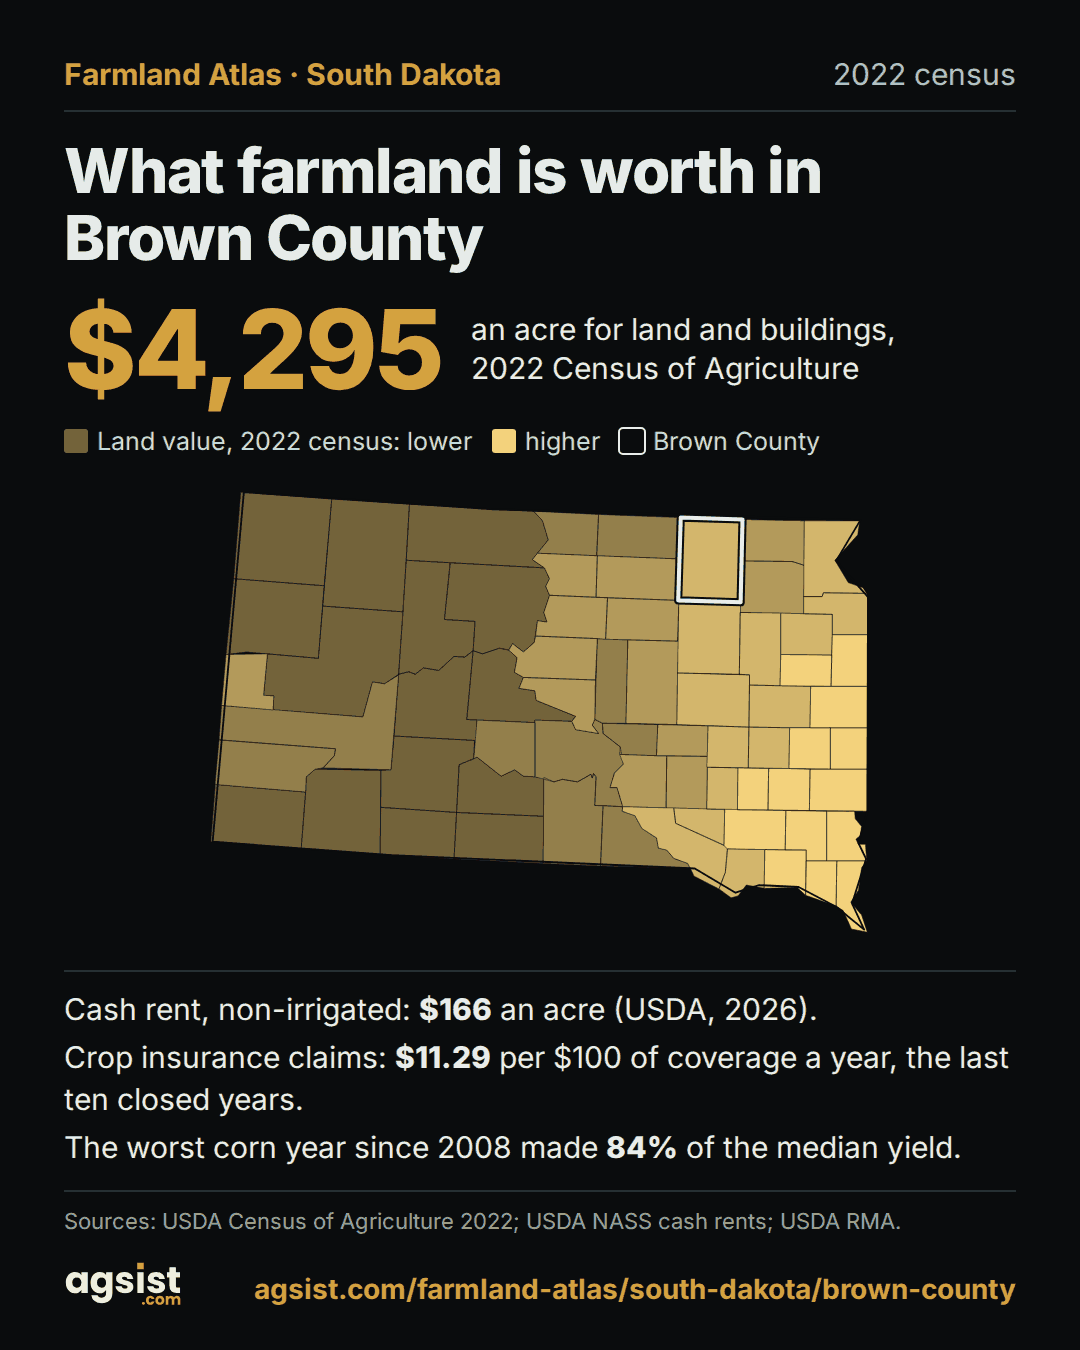 Farmland Atlas · South Dakota
2022 census
What farmland is worth in
Brown County
$4,295
an acre for land and buildings,
2022 Census of Agriculture
Land value, 2022 census: lower
higher
Brown County
Cash rent, non-irrigated: $166 an acre (USDA, 2026).
Crop insurance claims: $11.29 per $100 of coverage a year, the last
ten closed years.
The worst corn year since 2008 made 84% of the median yield.
Sources: USDA Census of Agriculture 2022; USDA NASS cash rents; USDA RMA.
agsist
.com
agsist.com/farmland-atlas/south-dakota/brown-county